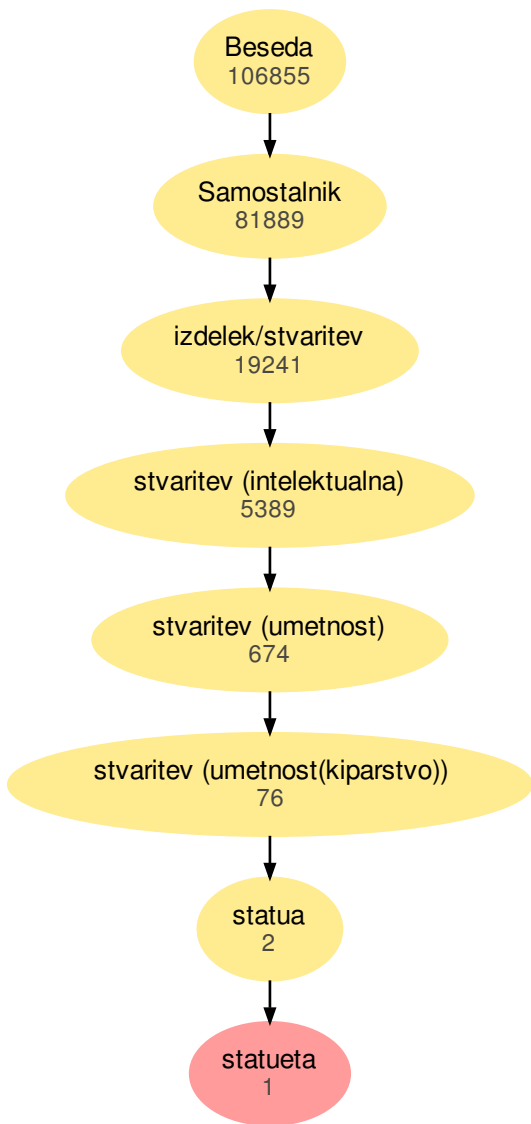 Beseda
106855
Samostalnik
81889
izdelek/stvaritev
19241
stvaritev (intelektualna)
5389
stvaritev (umetnost)
674
stvaritev (umetnost(kiparstvo))
76
statua
2
statueta
1